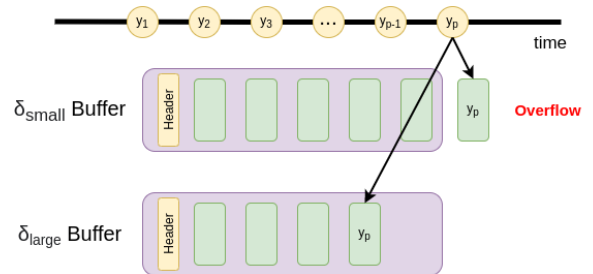 y1 y2 y3 ... yp-1 yp
time
δsmall Buffer
Header
yp
Overflow
δlarge Buffer
Header
yp